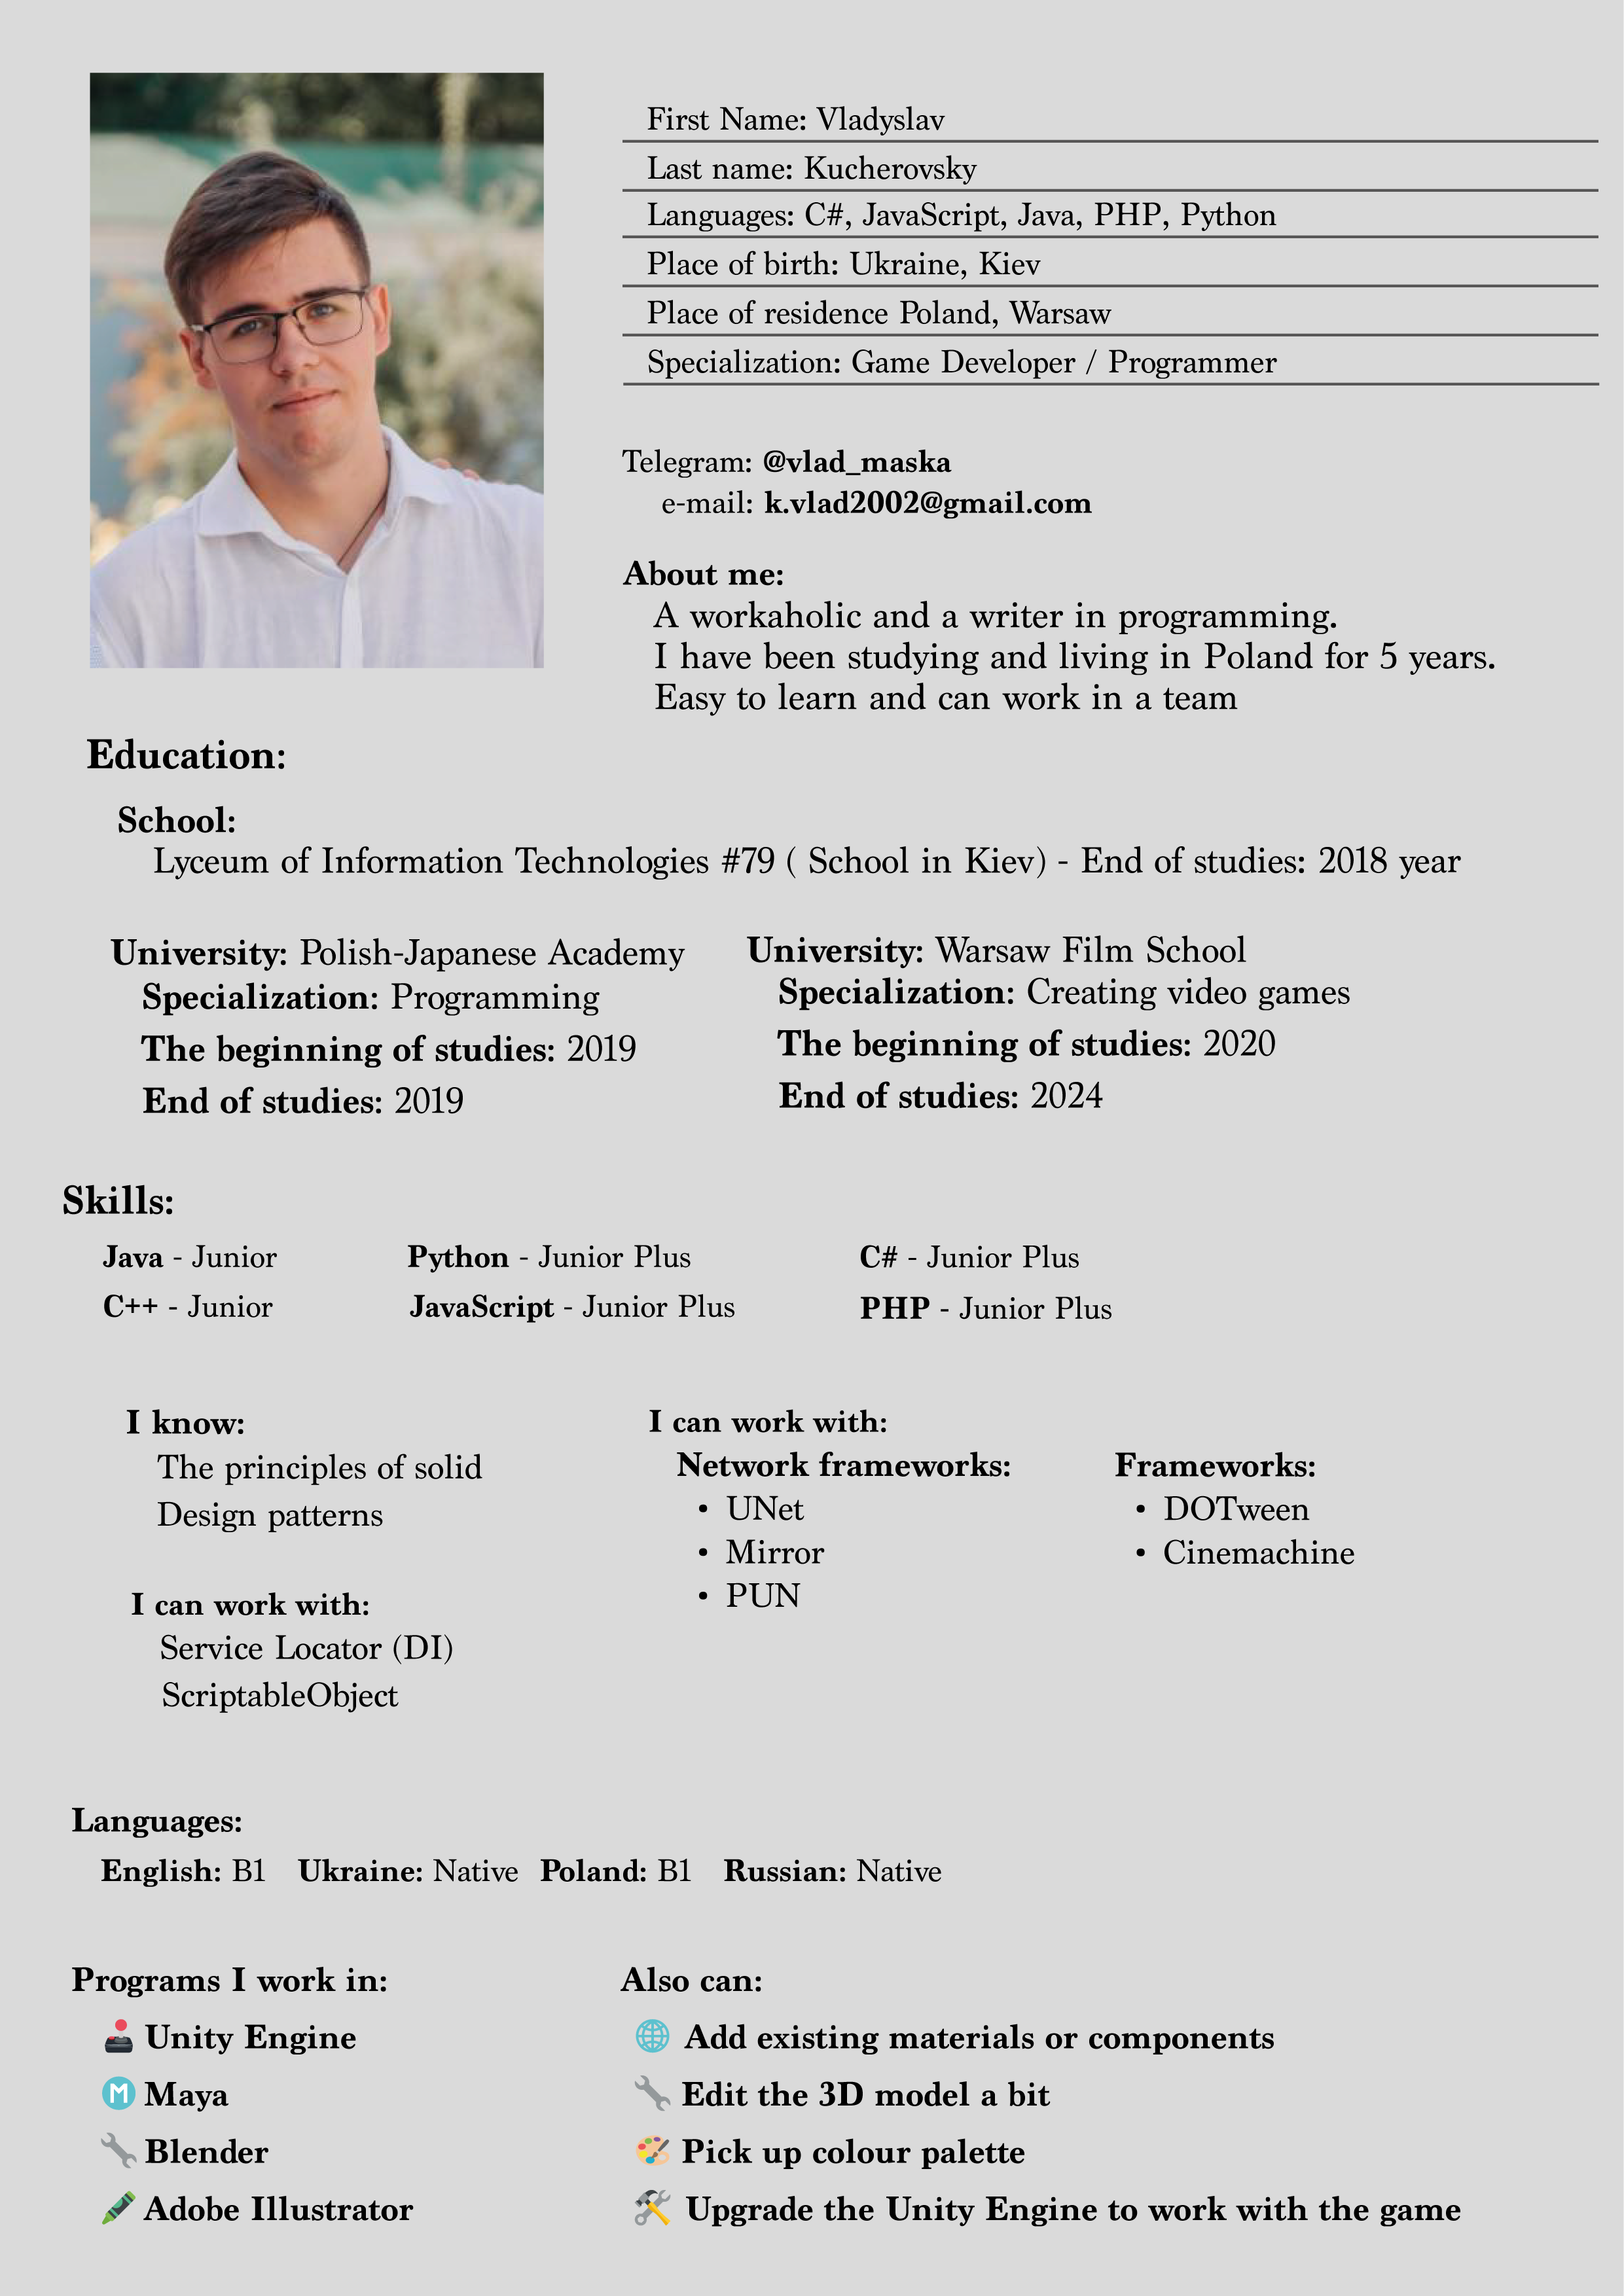 First Name: Vladyslav
Last name: Kucherovsky
Languages: C#, JavaScript, Java, PHP, Python
Place of birth: Ukraine, Kiev
Place of residence Poland, Warsaw
Specialization: Game Developer / Programmer
Telegram: @vlad_maska
e-mail: k.vlad2002@gmail.com
About me:
A workaholic and a writer in programming.
I have been studying and living in Poland for 5 years.
Easy to learn and can work in a team
Education:
School:
Lyceum of Information Technologies #79 ( School in Kiev) - End of studies: 2018 year
University: Polish-Japanese Academy
Specialization: Programming
The beginning of studies: 2019
End of studies: 2019
University: Warsaw Film School
Specialization: Creating video games
The beginning of studies: 2020
End of studies: 2024
Skills:
Java - Junior
Python - Junior Plus
C# - Junior Plus
C++ - Junior
JavaScript - Junior Plus
PHP - Junior Plus
I know:
The principles of solid
Design patterns
I can work with:
Service Locator (DI)
ScriptableObject
I can work with:
Network frameworks:
• UNet
• Mirror
• PUN
Frameworks:
• DOTween
• Cinemachine
Languages:
English: B1 Ukraine: Native Poland: B1 Russian: Native
Programs I work in:
Unity Engine
M Maya
Blender
Adobe Illustrator
Also can:
Add existing materials or components
Edit the 3D model a bit
Pick up colour palette
Upgrade the Unity Engine to work with the game